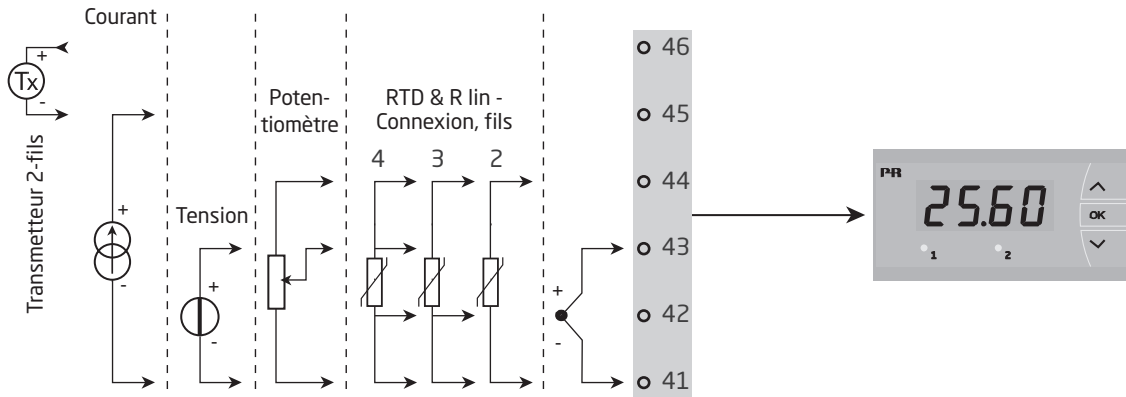 Courant
Tx
+
-
Transmetteur 2-fils
+
-
Tension
+
-
Poten-
tiomètre
RTD & R lin -
Connexion, fils
4 3 2
+
-
46
45
44
43
42
41
PR
25.60
OK
1 2